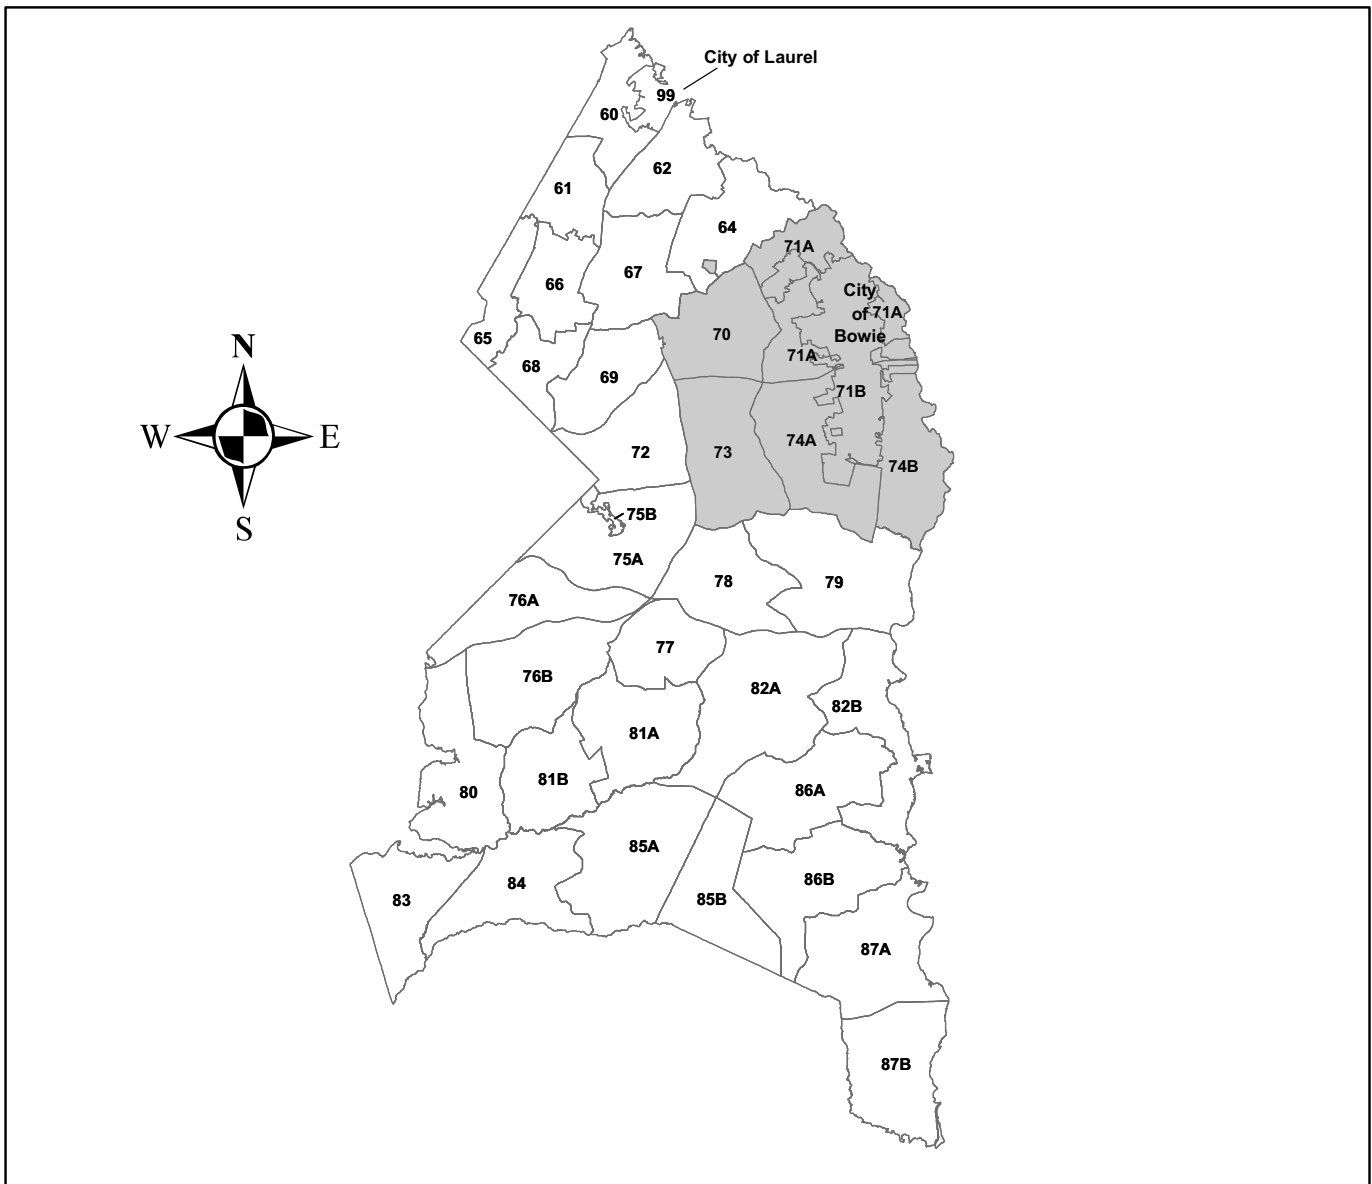 City of Laurel
99
60
62
61
64
71A
67
66
City
of 71A
Bowie
65
70
71A
68
69
71B
N
W E
S
72
73
74A
74B
75B
75A
78
79
76A
77
76B
82A
82B
81A
81B
80
86A
85A
86B
84
83
85B
87A
87B